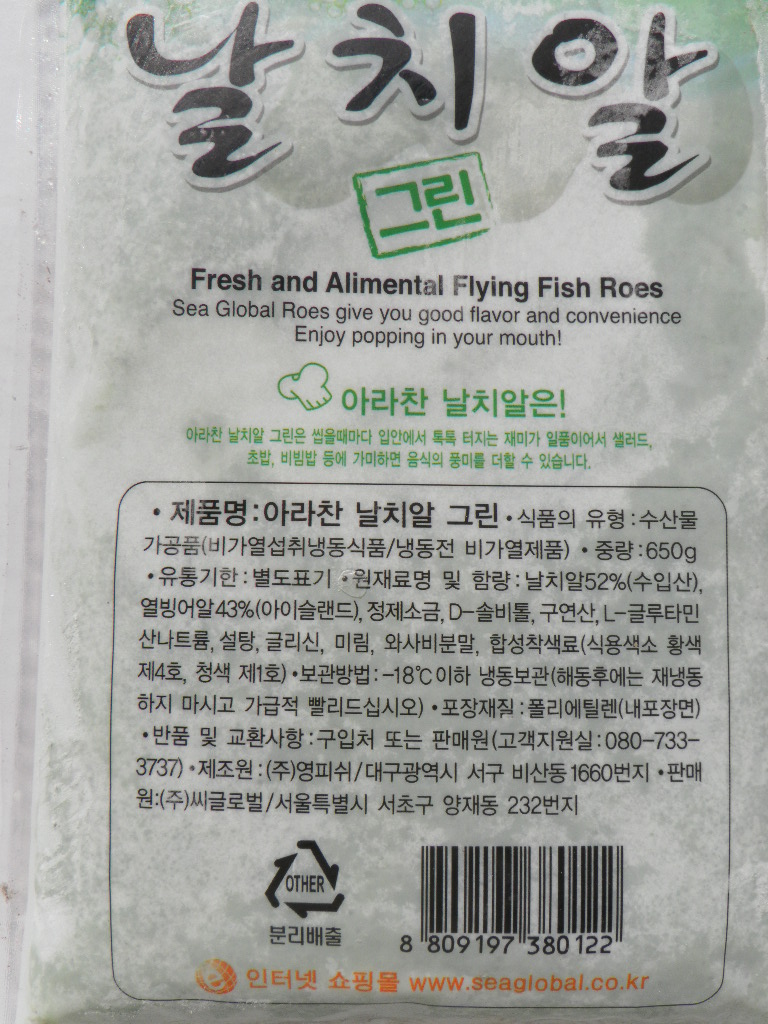 날치알
그린
Fresh and Alimental Flying Fish Roes
Sea Global Roes give you good flavor and convenience
Enjoy popping in your mouth!
아라찬 날치알은!
아라찬 날치알 그린은 씹을때마다 입안에서 톡톡 터지는 재미가 일품이어서 샐러드,
초밥, 비빔밥 등에 가미하면 음식의 풍미를 더할 수 있습니다.
• 제품명:아라찬 날치알 그린 • 식품의 유형:수산물
가공품(비가열섭취냉동식품/냉동전 비가열제품) • 중량:650g
• 유통기한:별도표기 • 원재료명 및 함량:날치알52%(수입산),
열빙어알43%(아이슬랜드), 정제소금, D-솔비톨, 구연산, L-글루타민
산나트륨, 설탕, 글리신, 미림, 와사비분말, 합성착색료(식용색소 황색
제4호, 청색 제1호) •보관방법:-18℃이하 냉동보관(해동후에는 재냉동
하지 마시고 가급적 빨리드십시오) • 포장재질:폴리에틸렌(내포장면)
• 반품 및 교환사항:구입처 또는 판매원(고객지원실:080-733-
3737) • 제조원:(주)영피쉬/대구광역시 서구 비산동1660번지 • 판매
원:(주)씨글로벌/서울특별시 서초구 양재동 232번지
OTHER
분리배출
8 809197 380122
인터넷 쇼핑몰 www.seaglobal.co.kr